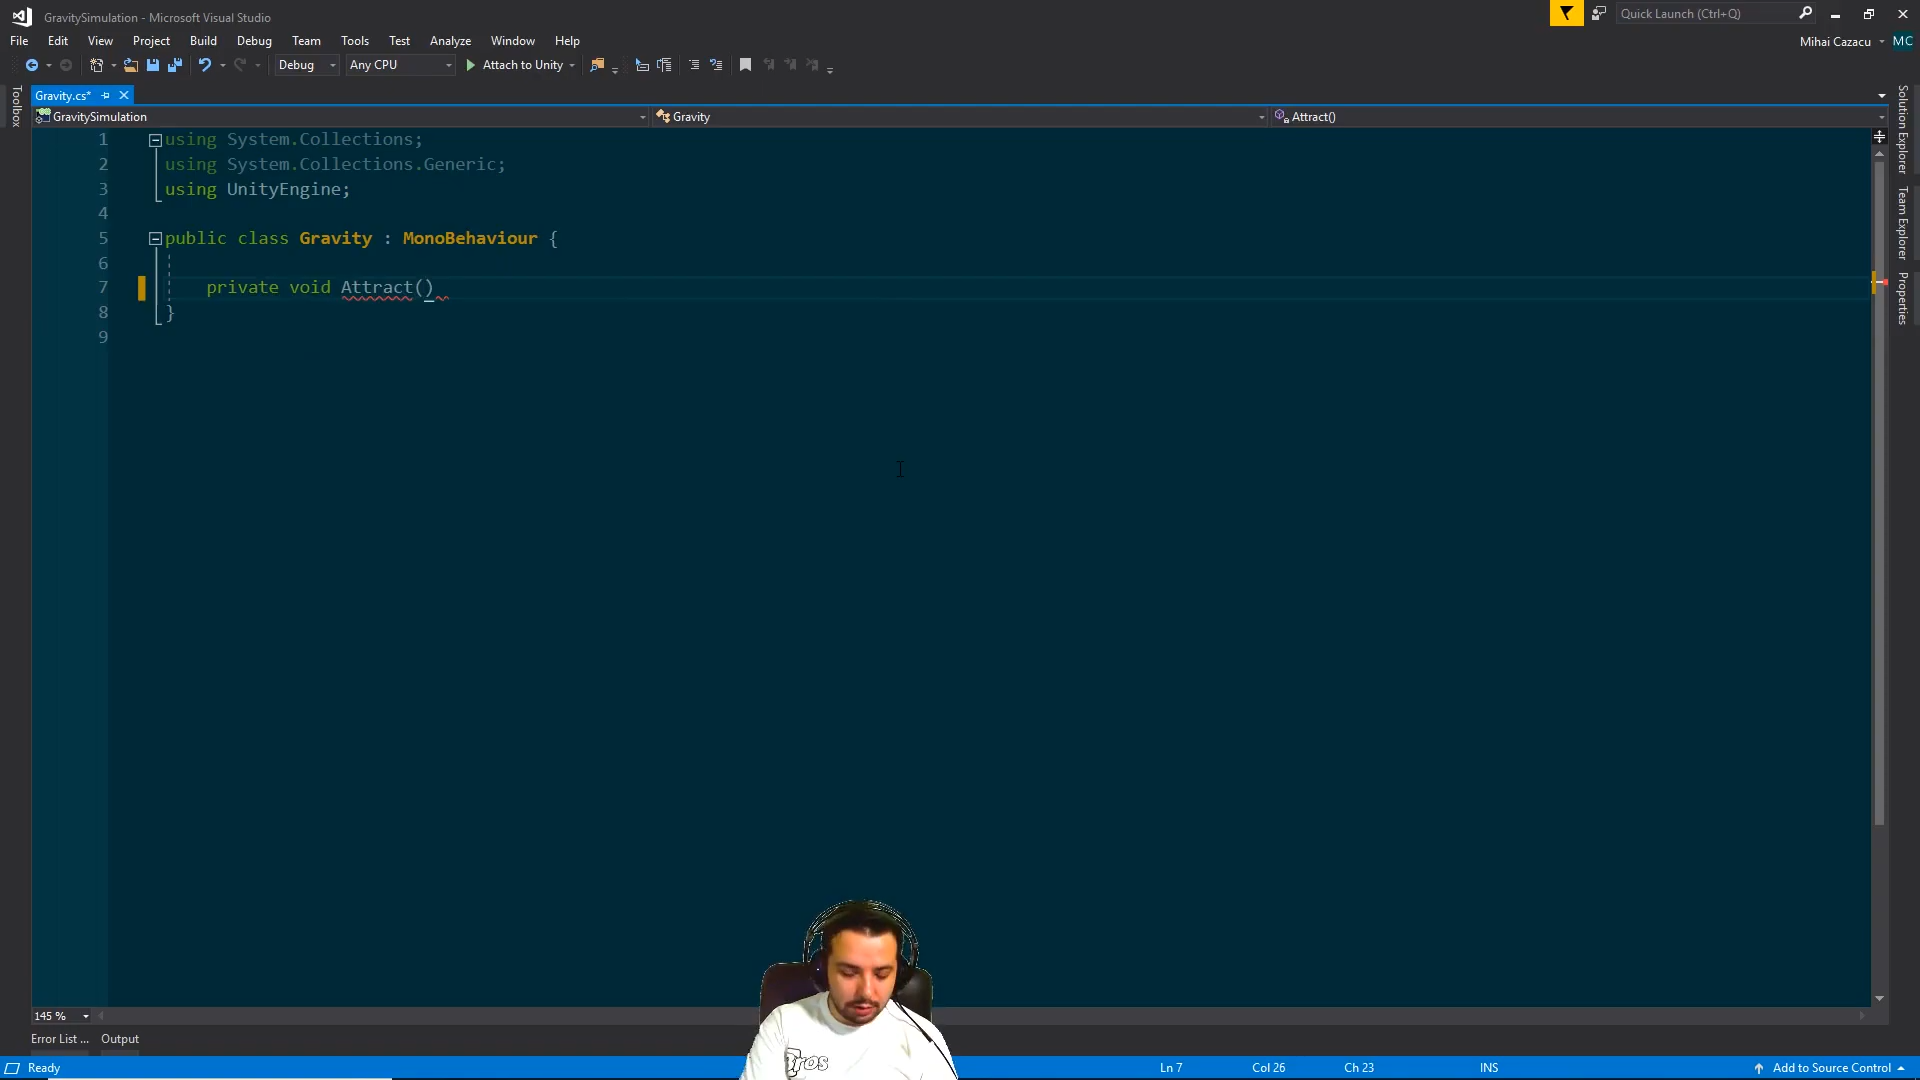 GravitySimulation - Microsoft Visual Studio
Quick Launch (Ctrl+Q)
File Edit View Project Build Debug Team Tools Test Analyze Window Help
Mihai Cazacu MC
Debug Any CPU Attach to Unity
Toolbox
Gravity.cs*
GravitySimulation Gravity Attract()
Solution Explorer
Team Explorer
Properties
1 using System.Collections;
2 using System.Collections.Generic;
3 using UnityEngine;
4
5 public class Gravity : MonoBehaviour {
6
7 private void Attract()
8 }
9
145 %
Error List ... Output
Ready Ln 7 Col 26 Ch 23 INS Add to Source Control